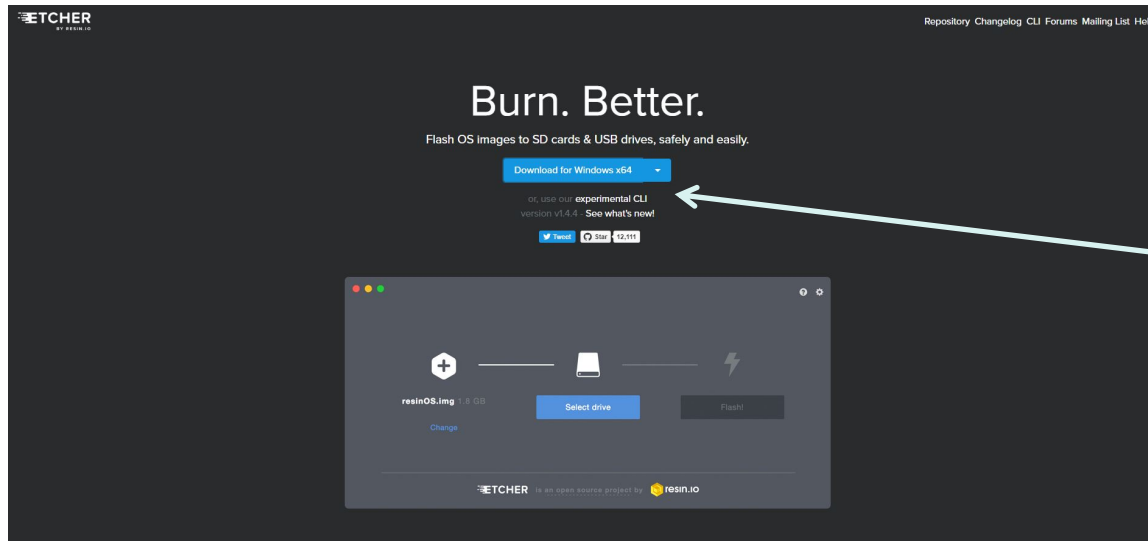 ETCHER
BY RESIN.IO
Repository Changelog CLI Forums Mailing List Hel
Burn. Better.
Flash OS images to SD cards & USB drives, safely and easily.
Download for Windows x64
or, use our experimental CLI
version v1.4.4 - See what's new!
Tweet Star 12,111
resinOS.img 1.8 GB
Select drive
Flash!
Change
ETCHER is an open source project by resin.io